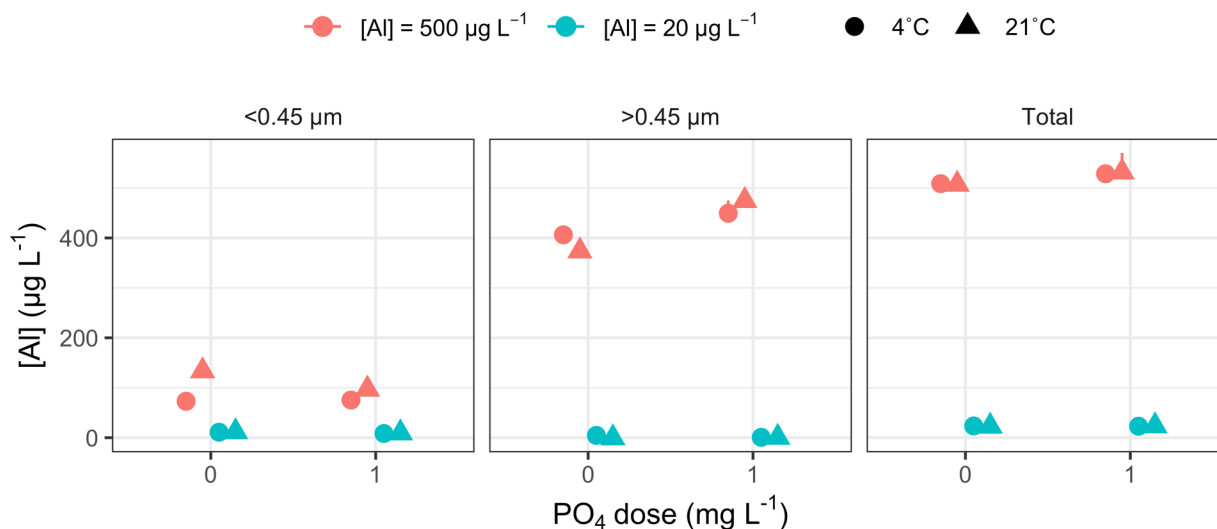 [Al] = 500 µg L⁻¹ [Al] = 20 µg L⁻¹ 4˚C 21˚C
<0.45 µm >0.45 µm Total
[Al] (µg L⁻¹)
400
200
0
0 1 0 1 0 1
PO₄ dose (mg L⁻¹)